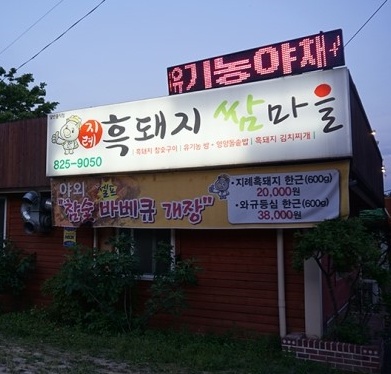 유기농야채+
지례
흑돼지 쌈마을
흑돼지 참숯구이 | 유기농 쌈 · 영양돌솥밥 | 흑돼지 김치찌개
825-9050
야외 셀프
"참숯 바베큐 개장"
• 지례흑돼지 한근(600g)
20,000원
• 와규등심 한근(600g)
38,000원